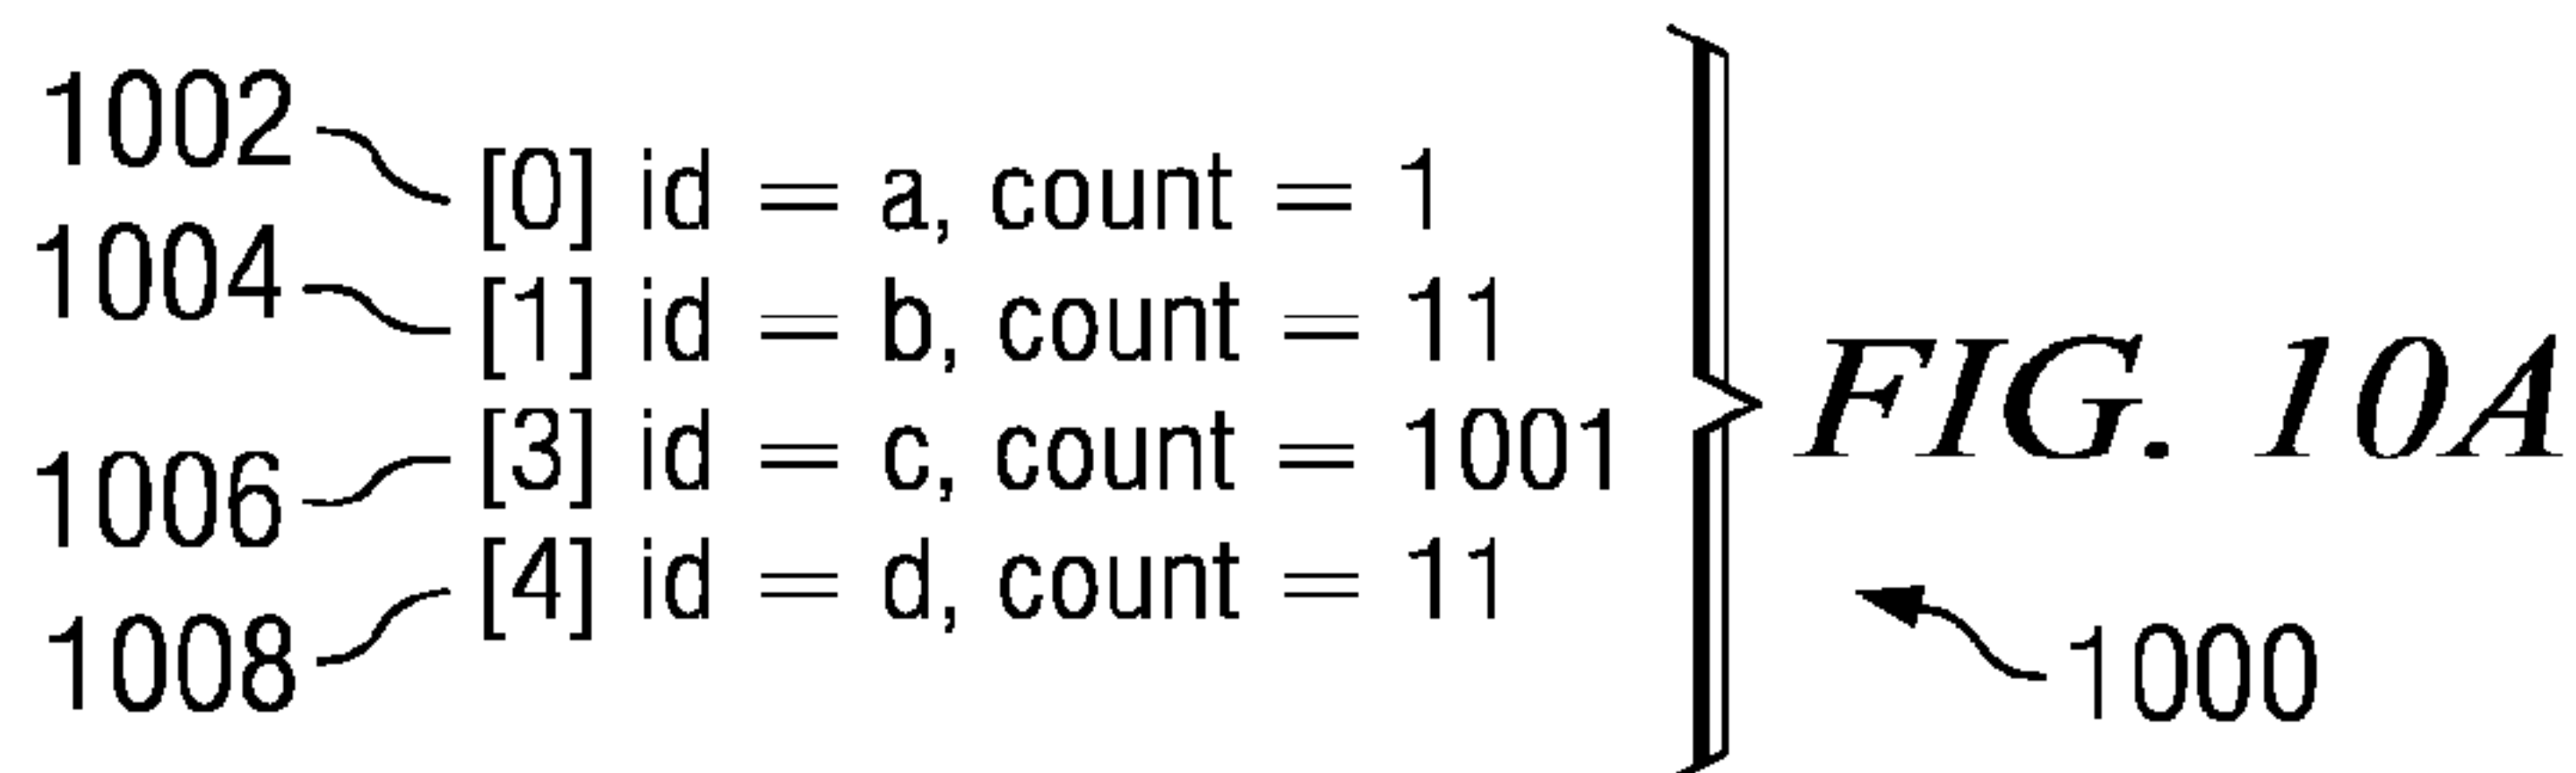 1002
[0] id = a, count = 1
1004
[1] id = b, count = 11
1006
[3] id = c, count = 1001
1008
[4] id = d, count = 11
FIG. 10A
1000